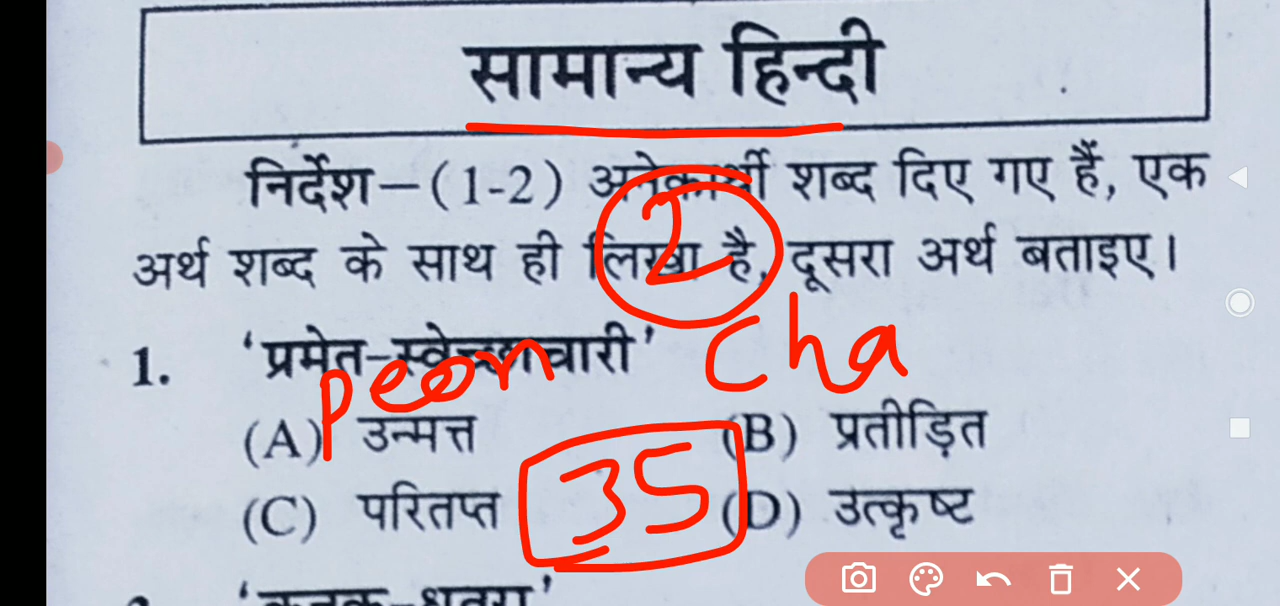 सामान्य हिन्दी
निर्देश–(1-2) अनेकार्थी शब्द दिए गए हैं, एक
अर्थ शब्द के साथ ही लिखा है, दूसरा अर्थ बताइए।
2
1. 'प्रमेत–स्वेच्छाचारी'
peon cha
(A) उन्मत्त (B) प्रतीड़ित
35
(C) परितप्त (D) उत्कृष्ट